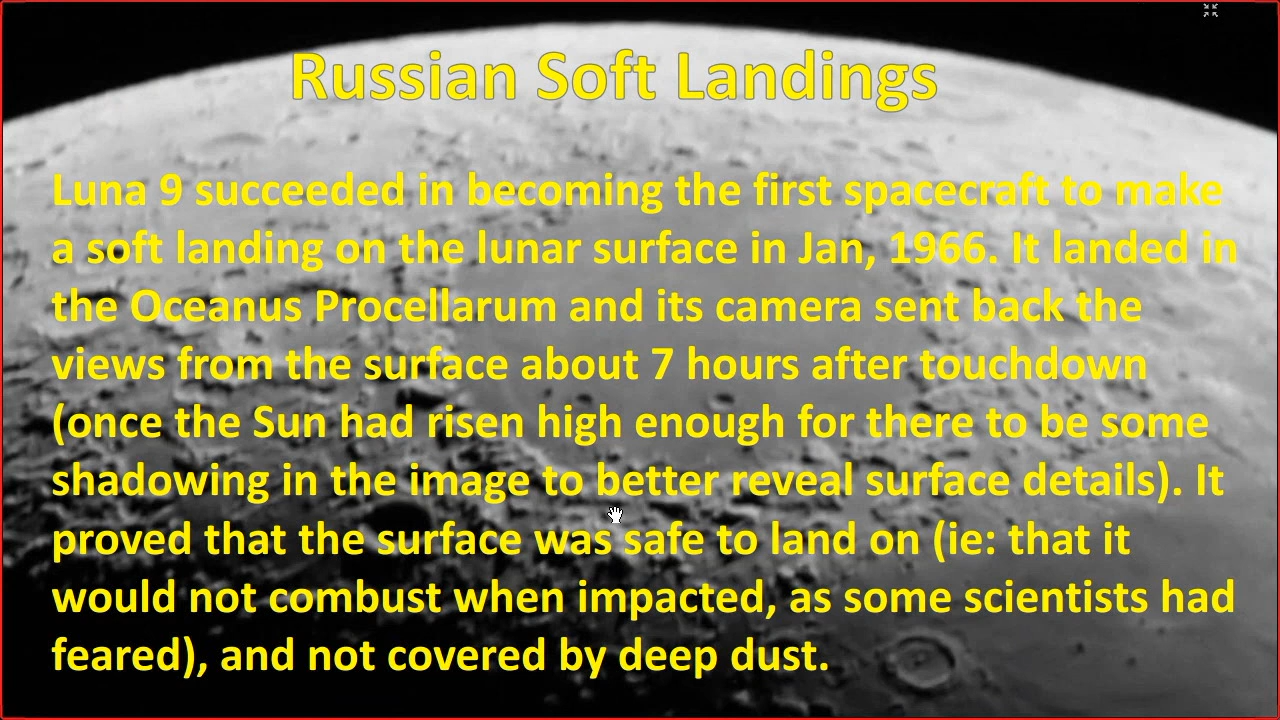 Russian Soft Landings
Luna 9 succeeded in becoming the first spacecraft to make
a soft landing on the lunar surface in Jan, 1966. It landed in
the Oceanus Procellarum and its camera sent back the
views from the surface about 7 hours after touchdown
(once the Sun had risen high enough for there to be some
shadowing in the image to better reveal surface details). It
proved that the surface was safe to land on (ie: that it
would not combust when impacted, as some scientists had
feared), and not covered by deep dust.